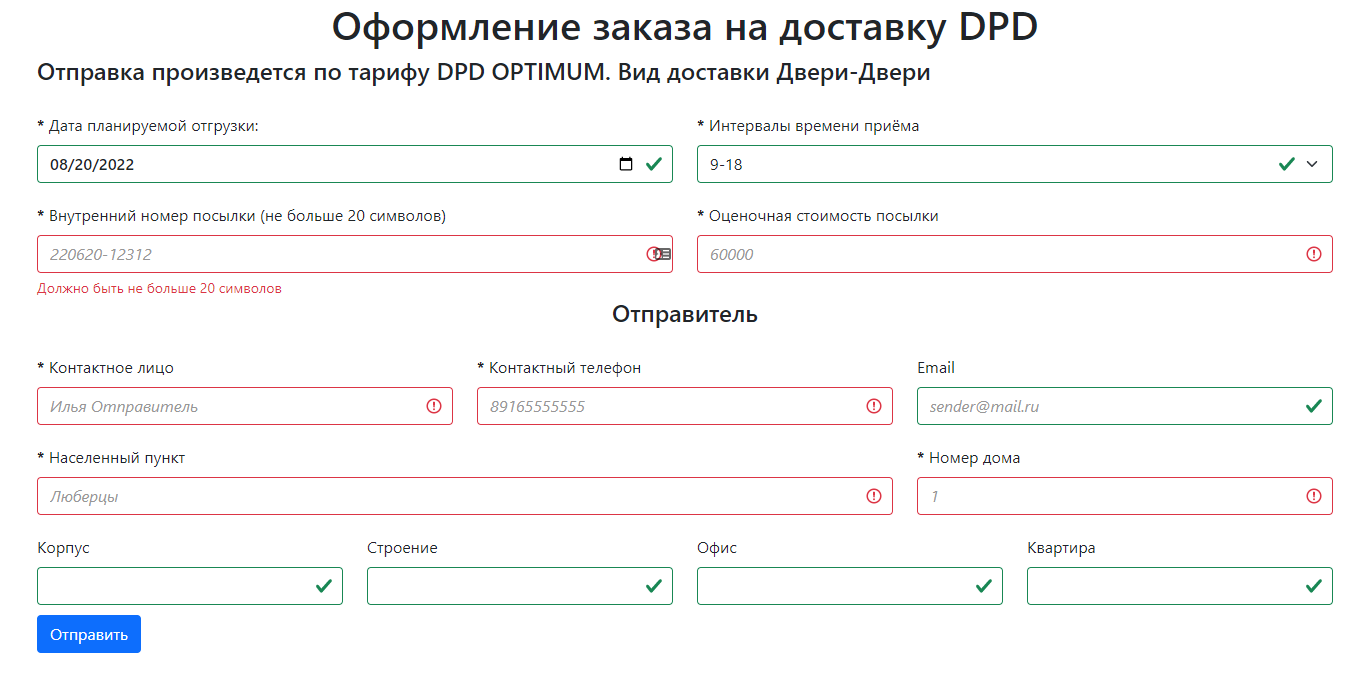 Оформление заказа на доставку DPD
Отправка произведется по тарифу DPD OPTIMUM. Вид доставки Двери-Двери
* Дата планируемой отгрузки: * Интервалы времени приёма
08/20/2022 9-18
* Внутренний номер посылки (не больше 20 символов) * Оценочная стоимость посылки
220620-12312 60000
Должно быть не больше 20 символов
Отправитель
* Контактное лицо * Контактный телефон Email
Илья Отправитель 89165555555 sender@mail.ru
* Населенный пункт * Номер дома
Люберцы 1
Корпус Строение Офис Квартира
Отправить